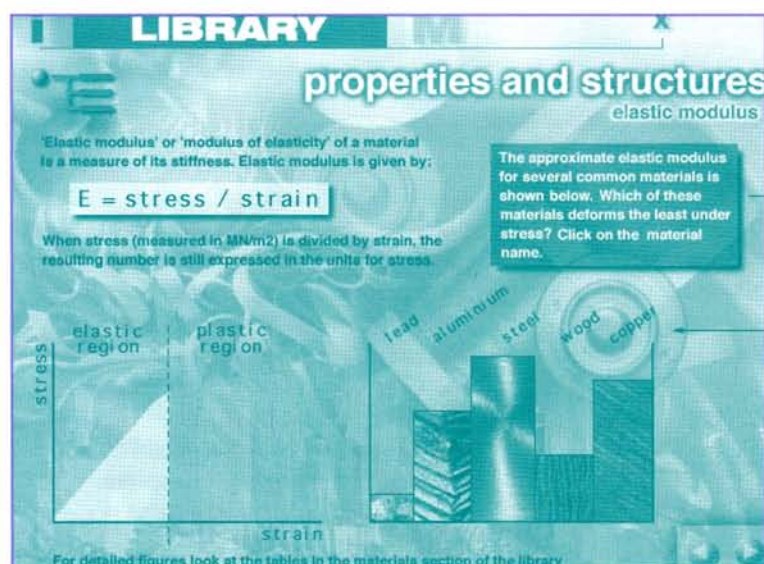 LIBRARY
X
properties and structures
elastic modulus
'Elastic modulus' or 'modulus of elasticity' of a material
is a measure of its stiffness. Elastic modulus is given by:
E = stress / strain
When stress (measured in MN/m2) is divided by strain, the
resulting number is still expressed in the units for stress.
The approximate elastic modulus
for several common materials is
shown below. Which of these
materials deforms the least under
stress? Click on the material
name.
elastic
region
plastic
region
stress
strain
lead
aluminium
steel
wood
copper
For detailed figures look at the tables in the materials section of the library